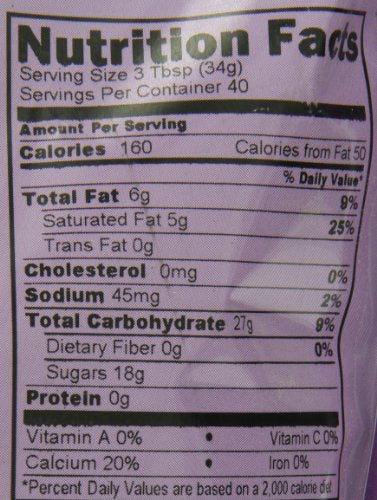 Nutrition Facts
Serving Size 3 Tbsp (34g)
Servings Per Container 40
Amount Per Serving
Calories 160 Calories from Fat 50
% Daily Value*
Total Fat 6g 9%
Saturated Fat 5g 25%
Trans Fat 0g
Cholesterol 0mg 0%
Sodium 45mg 2%
Total Carbohydrate 27g 9%
Dietary Fiber 0g 0%
Sugars 18g
Protein 0g
Vitamin A 0% • Vitamin C 0%
Calcium 20% • Iron 0%
*Percent Daily Values are based on a 2,000 calorie diet